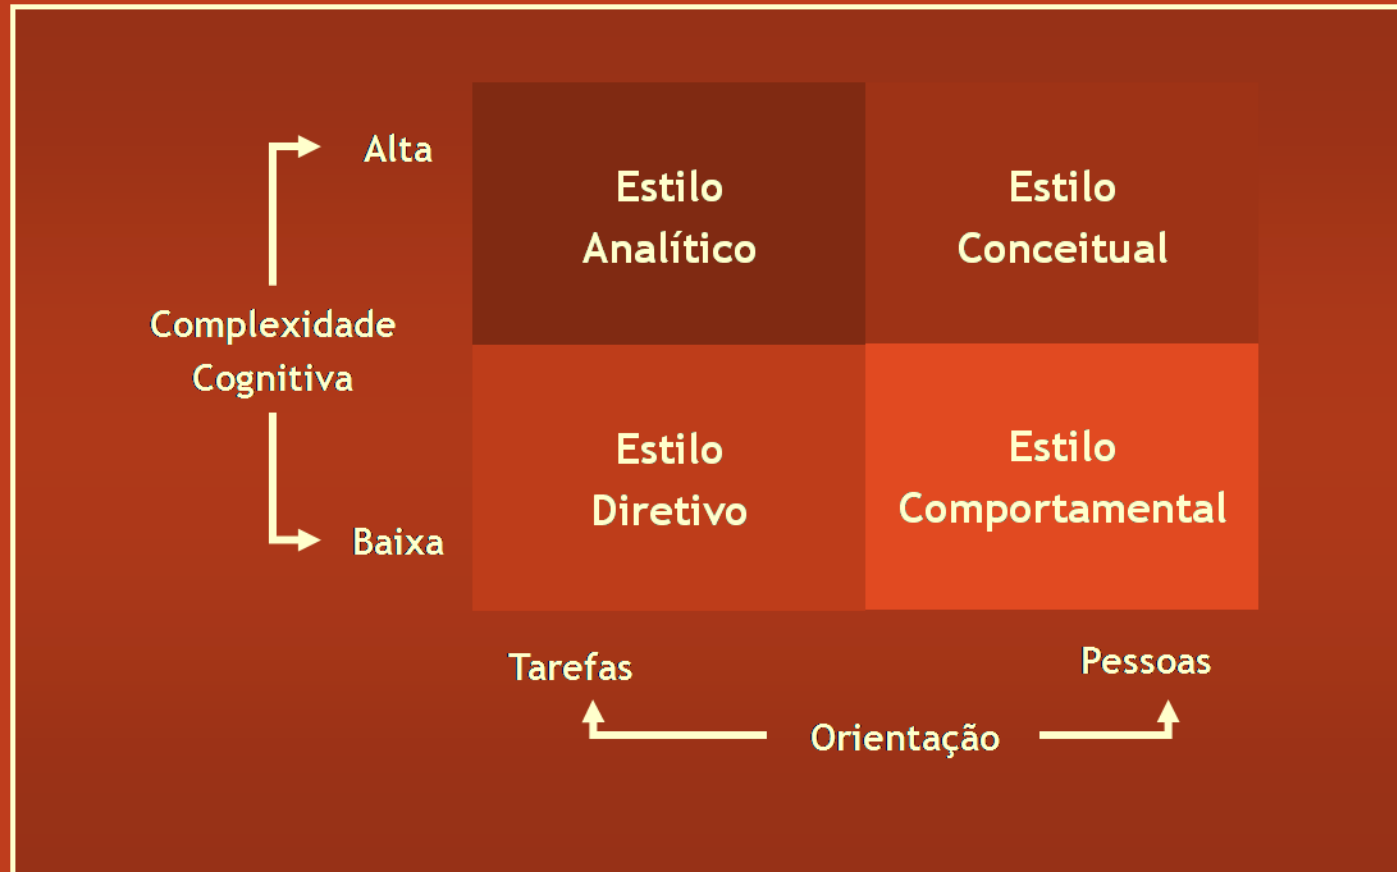 Alta
Estilo
Analítico
Estilo
Conceitual
Complexidade
Cognitiva
Estilo
Diretivo
Estilo
Comportamental
Baixa
Tarefas
Pessoas
Orientação